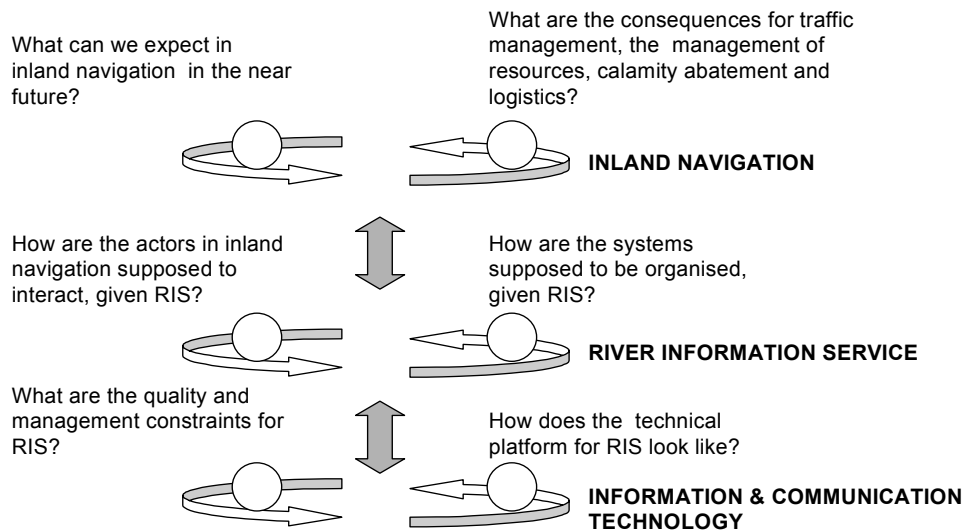 What can we expect in
inland navigation in the near
future?
What are the consequences for traffic
management, the management of
resources, calamity abatement and
logistics?
INLAND NAVIGATION
How are the actors in inland
navigation supposed to
interact, given RIS?
How are the systems
supposed to be organised,
given RIS?
RIVER INFORMATION SERVICE
What are the quality and
management constraints for
RIS?
How does the technical
platform for RIS look like?
INFORMATION & COMMUNICATION
TECHNOLOGY